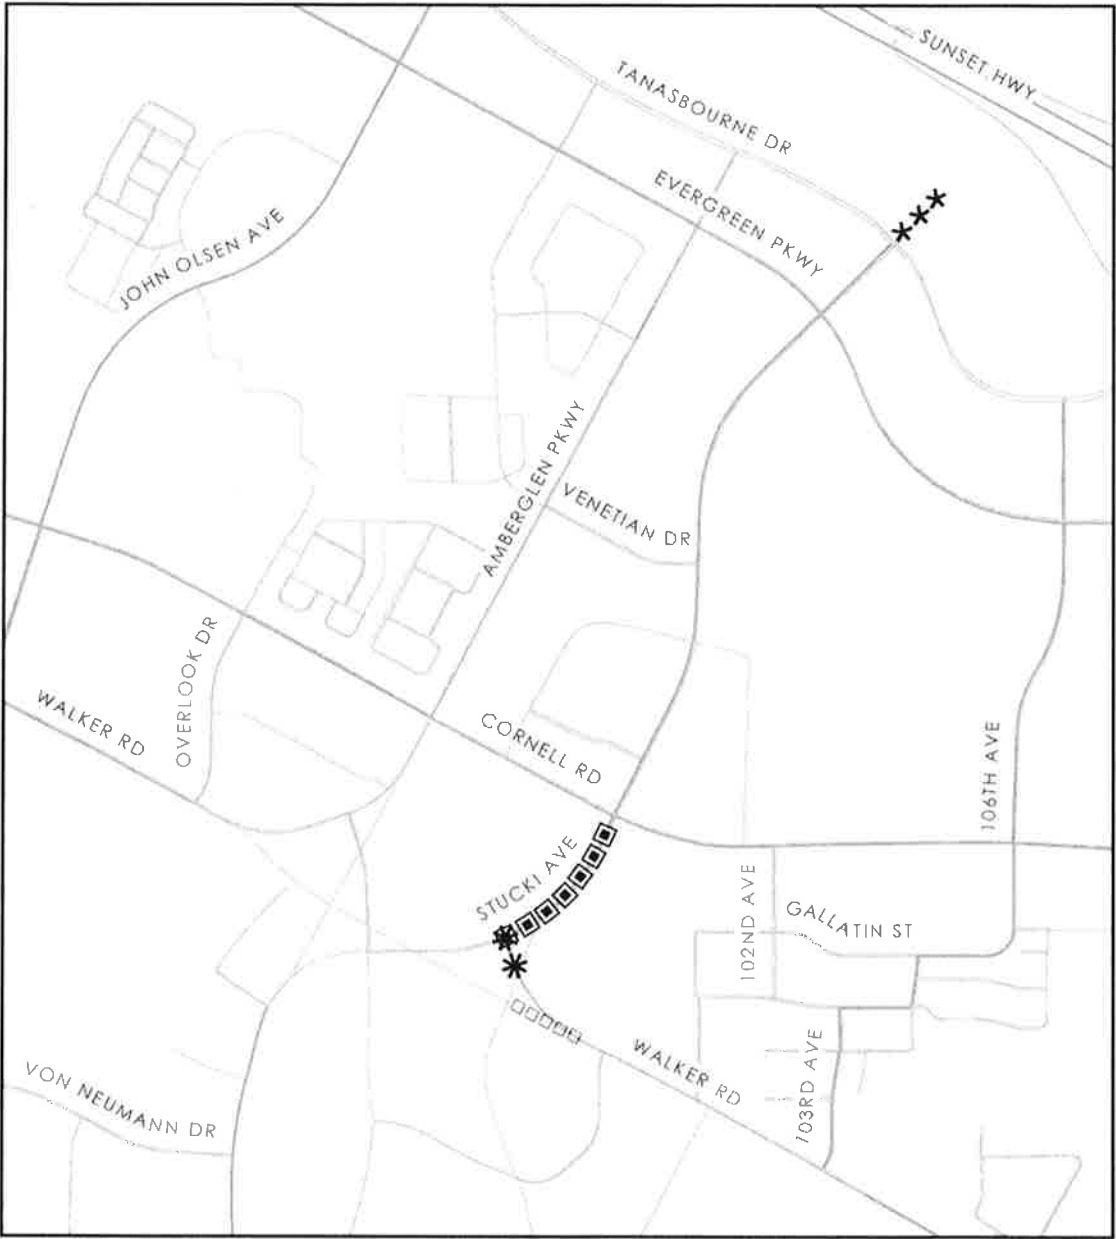 SUNSET HWY
TANASBOURNE DR
EVERGREEN PKWY
JOHN OLSEN AVE
AMBERGLEN PKWY
VENETIAN DR
OVERLOOK DR
WALKER RD
CORNELL RD
106TH AVE
STUCKI AVE
102ND AVE
GALLATIN ST
WALKER RD
103RD AVE
VON NEUMANN DR